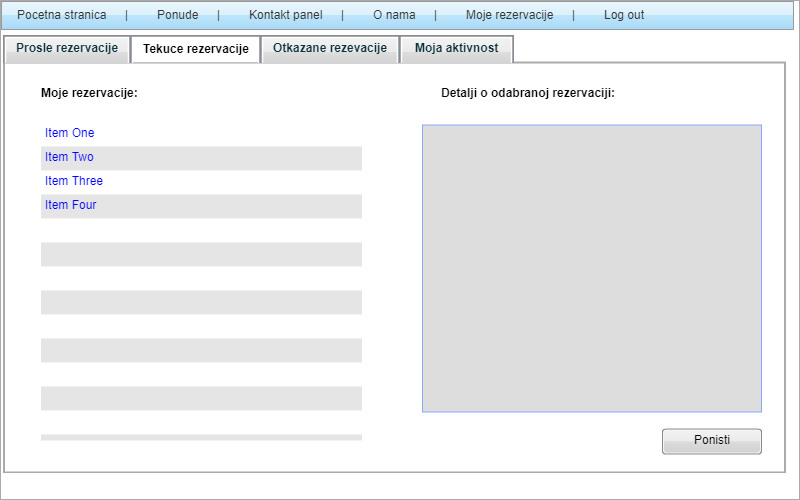 Pocetna stranica | Ponude | Kontakt panel | O nama | Moje rezervacije | Log out
Prosle rezervacije Tekuce rezervacije Otkazane rezevacije Moja aktivnost
Moje rezervacije: Detalji o odabranoj rezervaciji:
Item One
Item Two
Item Three
Item Four
Ponisti